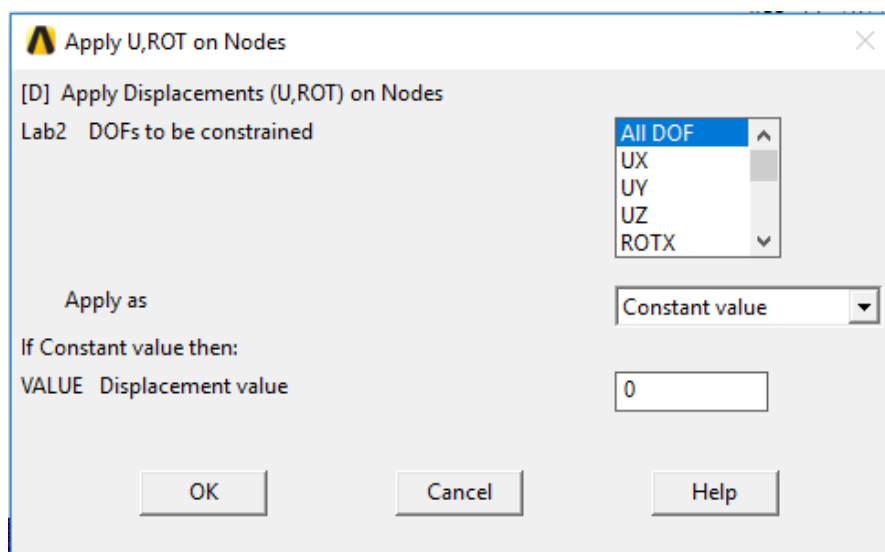 Apply U,ROT on Nodes
[D] Apply Displacements (U,ROT) on Nodes
Lab2 DOFs to be constrained
All DOF
UX
UY
UZ
ROTX
Apply as
Constant value
If Constant value then:
VALUE Displacement value
0
OK
Cancel
Help